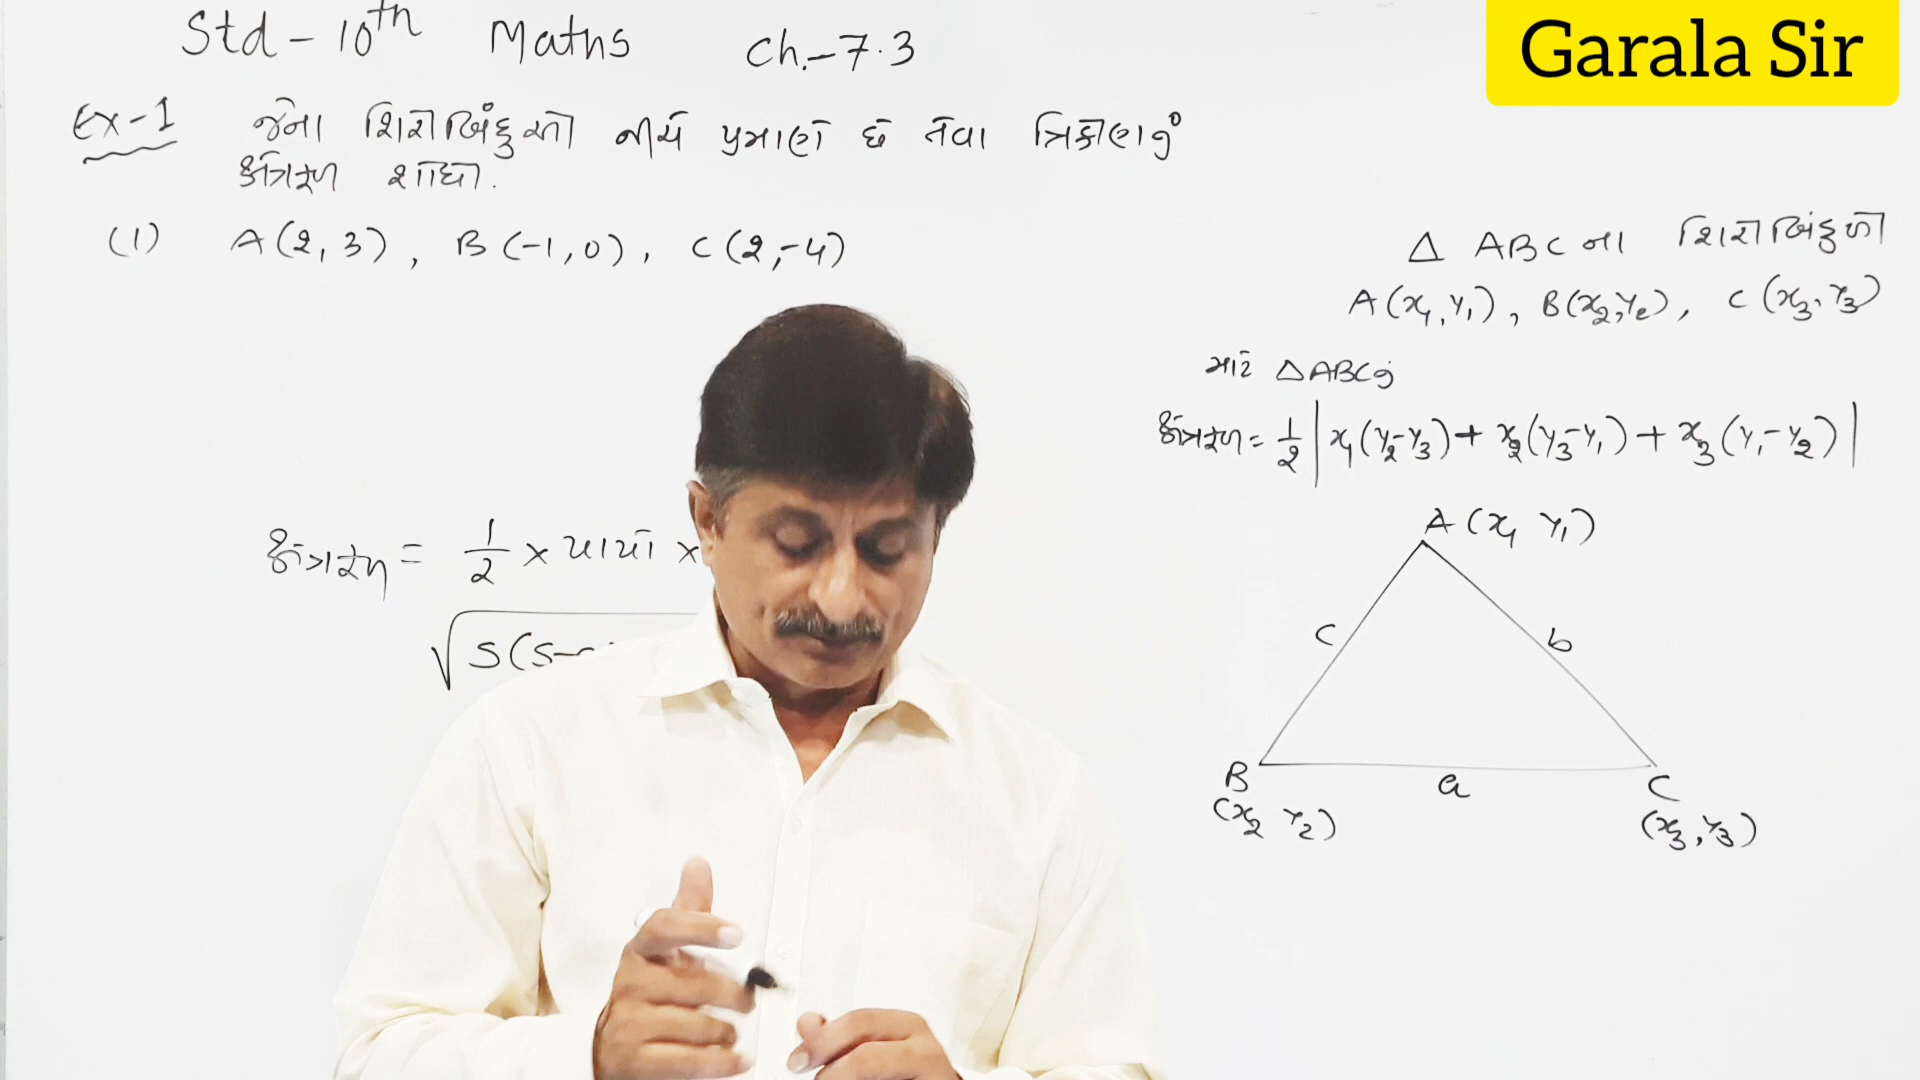 Std - 10th Maths Ch.-7.3
Garala Sir
Ex-1 જેના શિરોબિંદુઓ નીચે પ્રમાણે છે તેવા ત્રિકોણનું
ક્ષેત્રફળ શોધો.
(1) A(2,3), B(-1,0), C(2,-4)
△ ABC ના શિરોબિંદુઓ
A(x₁,y₁), B(x₂,y₂), C(x₃,y₃)
માટે △ABCનું
ક્ષેત્રફળ = 1/2 |x₁(y₂-y₃)+x₂(y₃-y₁)+x₃(y₁-y₂)|
ક્ષેત્રફળ = 1/2 × પાયો ×
√S(S-
A(x₁ y₁)
c b
B a C
(x₂ y₂) (x₃,y₃)